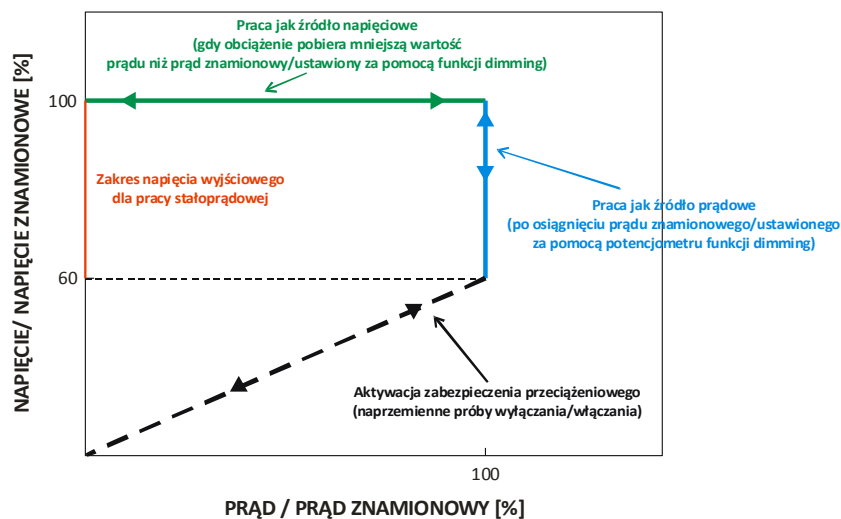 Praca jak źródło napięciowe
(gdy obciążenie pobiera mniejszą wartość
prądu niż prąd znamionowy/ustawiony za pomocą funkcji dimming)
100
Zakres napięcia wyjściowego
dla pracy stałoprądowej
Praca jak źródło prądowe
(po osiągnięciu prądu znamionowego/ustawionego
za pomocą potencjometru funkcji dimming)
60
Aktywacja zabezpieczenia przeciążeniowego
(naprzemienne próby wyłączania/włączania)
100
NAPIĘCIE/ NAPIĘCIE ZNAMIONOWE [%]
PRĄD / PRĄD ZNAMIONOWY [%]